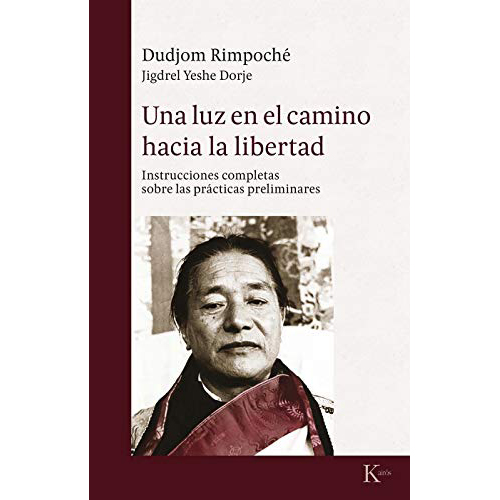 Dudjom Rimpoché
Jigdrel Yeshe Dorje
Una luz en el camino
hacia la libertad
Instrucciones completas
sobre las prácticas preliminares
Kairós